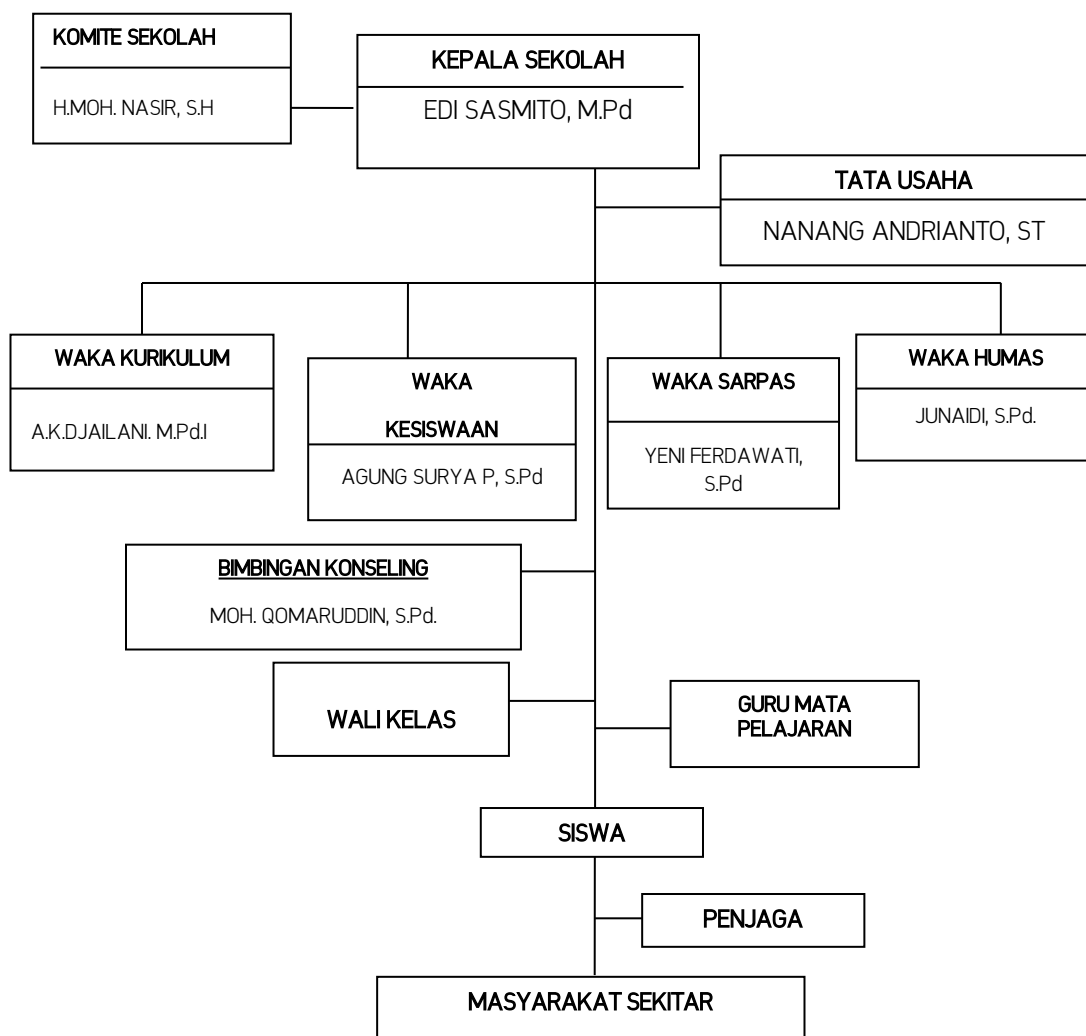 KOMITE SEKOLAH
H.MOH. NASIR, S.H
KEPALA SEKOLAH
EDI SASMITO, M.Pd
TATA USAHA
NANANG ANDRIANTO, ST
WAKA KURIKULUM
A.K.DJAILANI. M.Pd.I
WAKA
KESISWAAN
AGUNG SURYA P, S.Pd
WAKA SARPAS
YENI FERDAWATI,
S.Pd
WAKA HUMAS
JUNAIDI, S.Pd.
BIMBINGAN KONSELING
MOH. QOMARUDDIN, S.Pd.
WALI KELAS
GURU MATA
PELAJARAN
SISWA
PENJAGA
MASYARAKAT SEKITAR